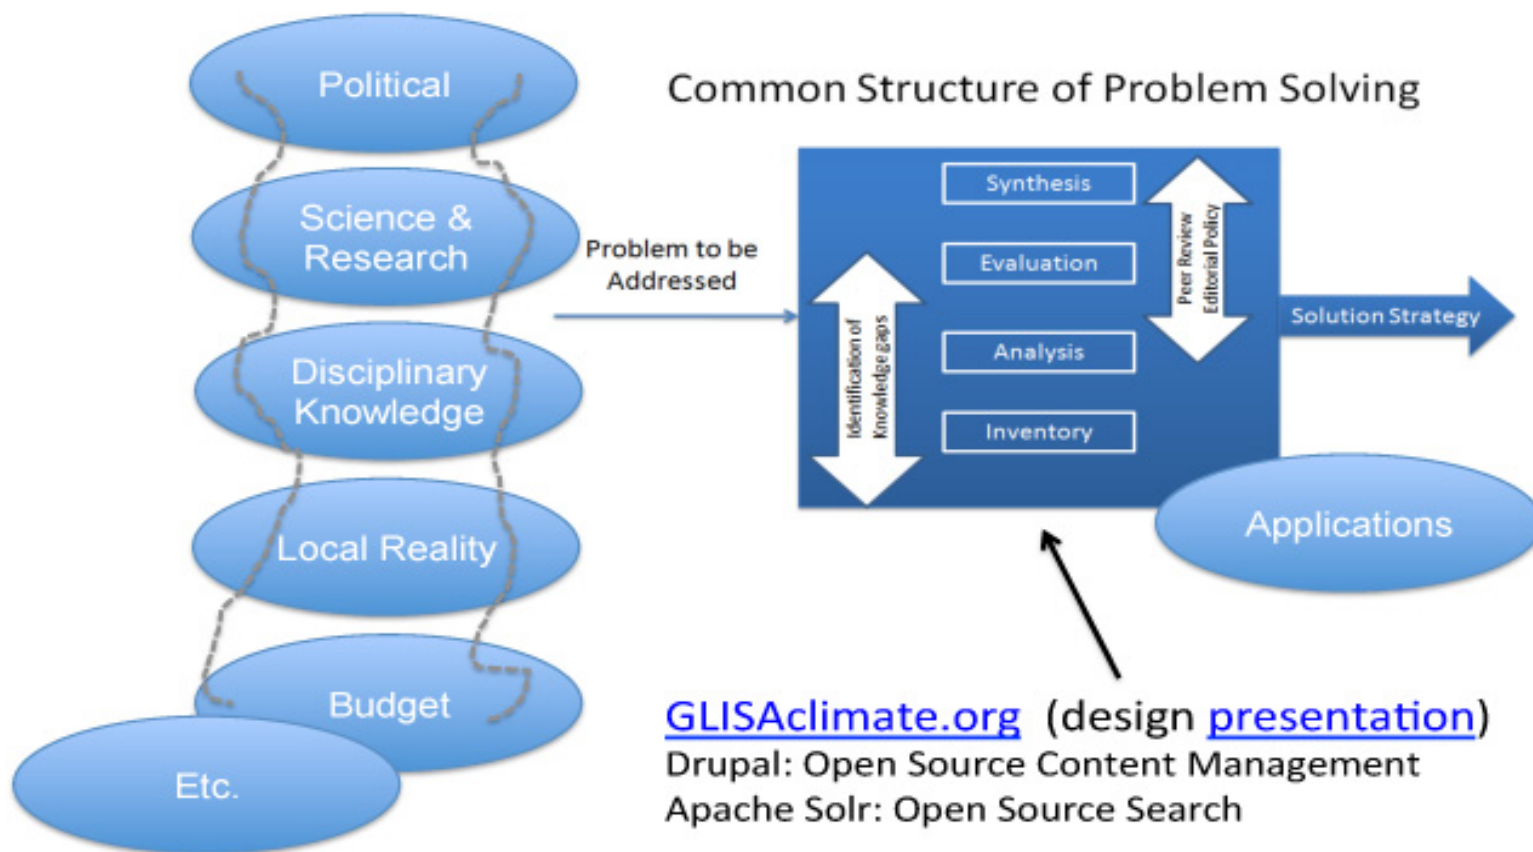 Political
Science &
Research
Disciplinary
Knowledge
Local Reality
Budget
Etc.
Problem to be
Addressed
Common Structure of Problem Solving
Synthesis
Evaluation
Analysis
Inventory
Identification of
Knowledge gaps
Peer Review
Editorial Policy
Solution Strategy
Applications
GLISAclimate.org (design presentation)
Drupal: Open Source Content Management
Apache Solr: Open Source Search